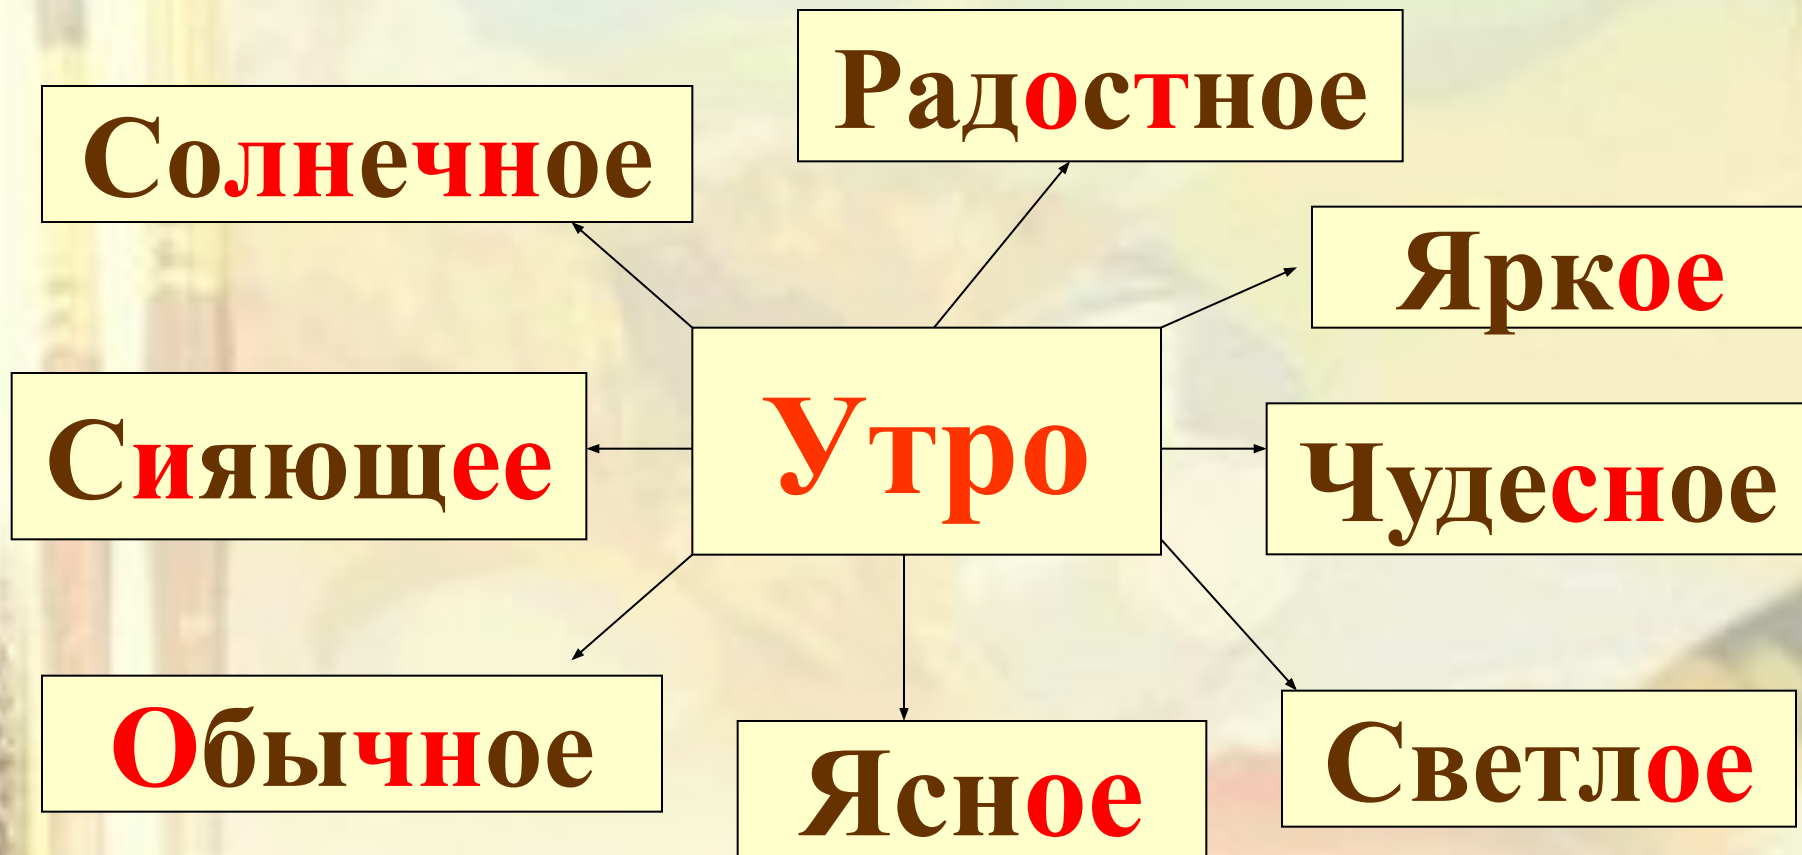 Радостное
Солнечное
Яркое
Утро
Сияющее
Чудесное
Обычное
Ясное
Светлое